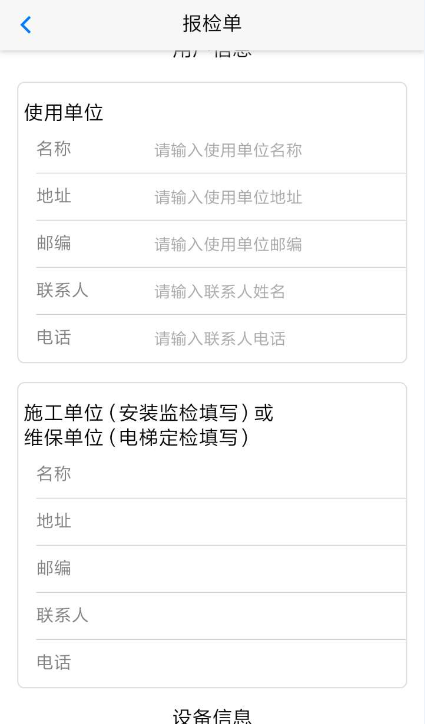 报检单
用户信息
使用单位
名称 请输入使用单位名称
地址 请输入使用单位地址
邮编 请输入使用单位邮编
联系人 请输入联系人姓名
电话 请输入联系人电话
施工单位(安装监检填写)或
维保单位(电梯定检填写)
名称
地址
邮编
联系人
电话
设备信息